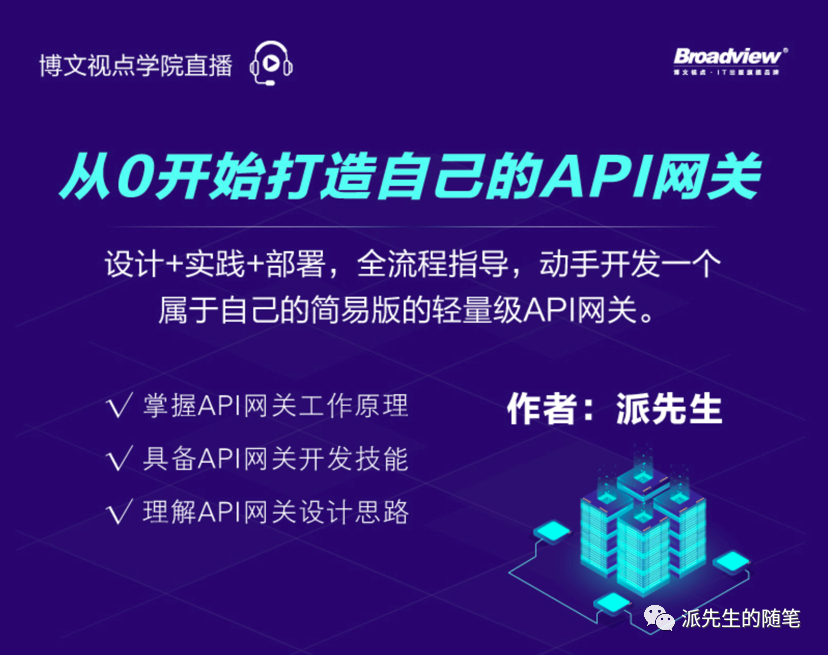 博文视点学院直播
Broadview®
博文视点·IT出版旗舰品牌
从0开始打造自己的API网关
设计+实践+部署，全流程指导，动手开发一个
属于自己的简易版的轻量级API网关。
√ 掌握API网关工作原理
√ 具备API网关开发技能
√ 理解API网关设计思路
作者：派先生
派先生的随笔